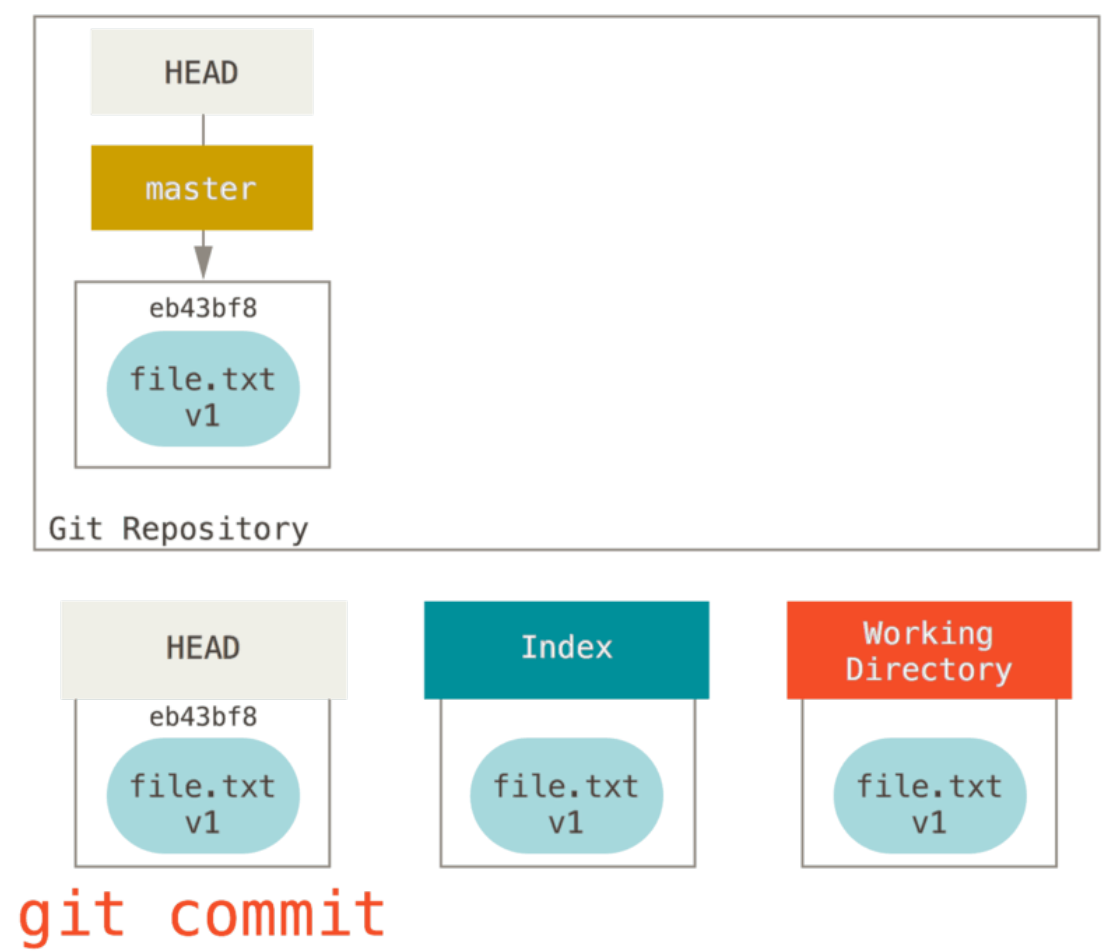 HEAD
master
eb43bf8
file.txt
v1
Git Repository
HEAD
Index
Working
Directory
eb43bf8
file.txt
v1
file.txt
v1
file.txt
v1
git commit